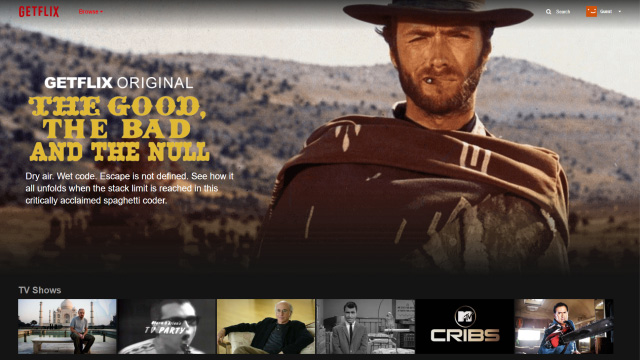 GETFLIX
Browse
Search
Guest
GETFLIX ORIGINAL
THE GOOD,
THE BAD
AND THE NULL
Dry air. Wet code. Escape is not defined. See how it
all unfolds when the stack limit is reached in this
critically acclaimed spaghetti coder.
TV Shows
TV PARTY
MTV
CRIBS